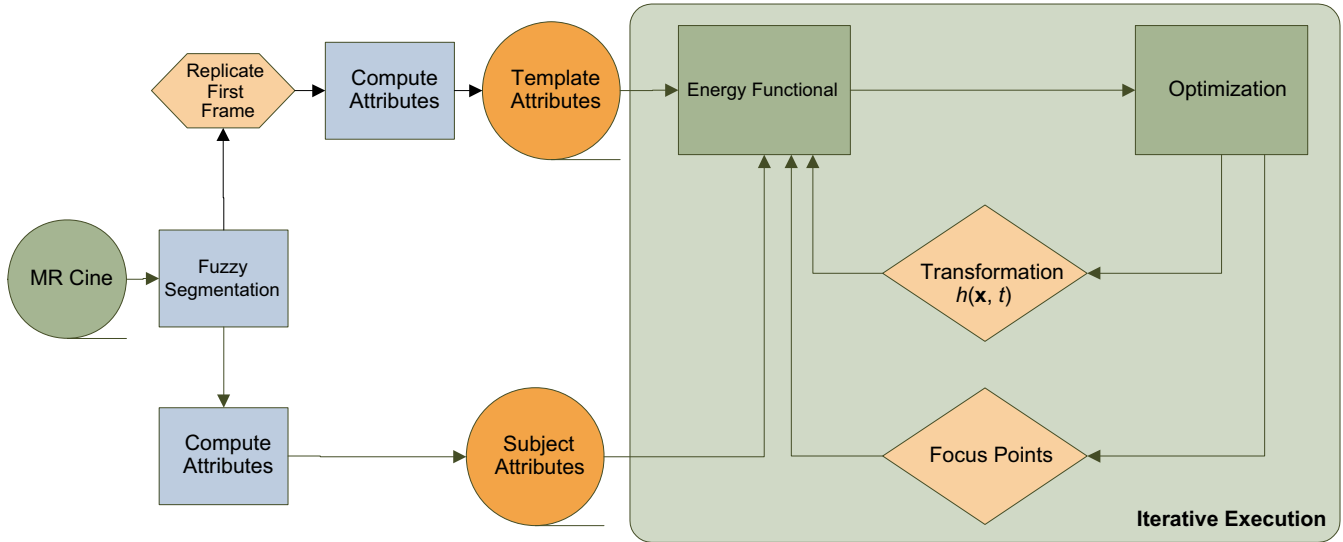 Replicate
First
Frame
Compute
Attributes
Template
Attributes
Energy Functional
Optimization
MR Cine
Fuzzy
Segmentation
Transformation
h(x, t)
Compute
Attributes
Subject
Attributes
Focus Points
Iterative Execution